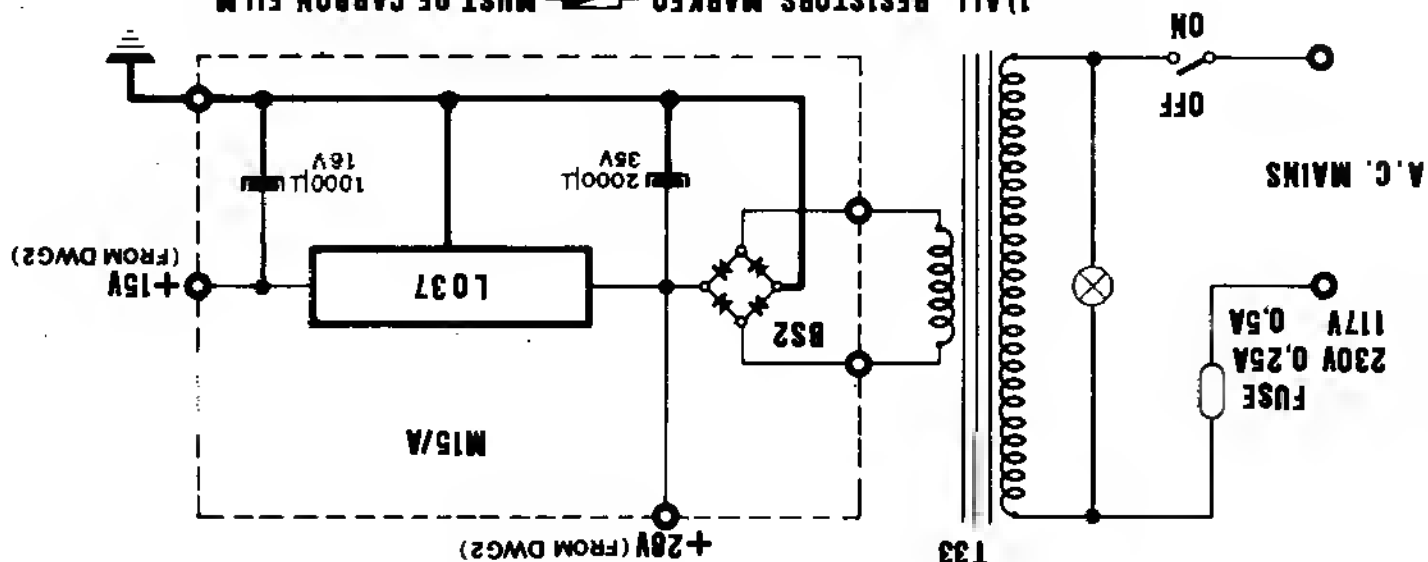 T33
+28V (FROM DWG2)
M15/A
FUSE
230V 0,25A
117V 0,5A
BS2
L037
+15V
(FROM DWG2)
A.C. MAINS
2000µ
35V
1000µ
16V
OFF
ON
1) ALL RESISTORS MARKED MUST BE CARBON FILM